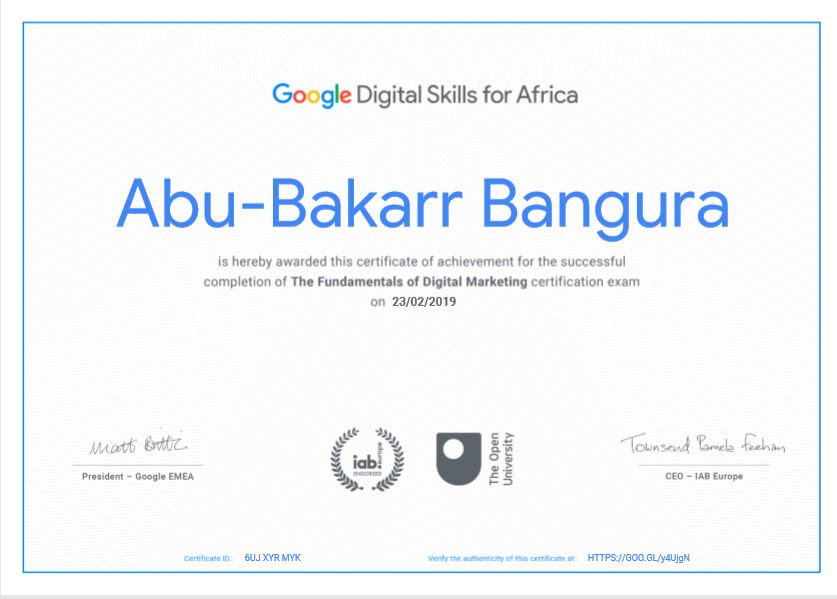 Google Digital Skills for Africa
Abu-Bakarr Bangura
is hereby awarded this certificate of achievement for the successful
completion of The Fundamentals of Digital Marketing certification exam
on 23/02/2019
Townsend Pamela Feehan
President – Google EMEA
iab: europe
ENDORSED
The Open
University
CEO – IAB Europe
Certificate ID: 6UJ XYR MYK
Verify the authenticity of this certificate at: HTTPS://GOO.GL/y4UjgN